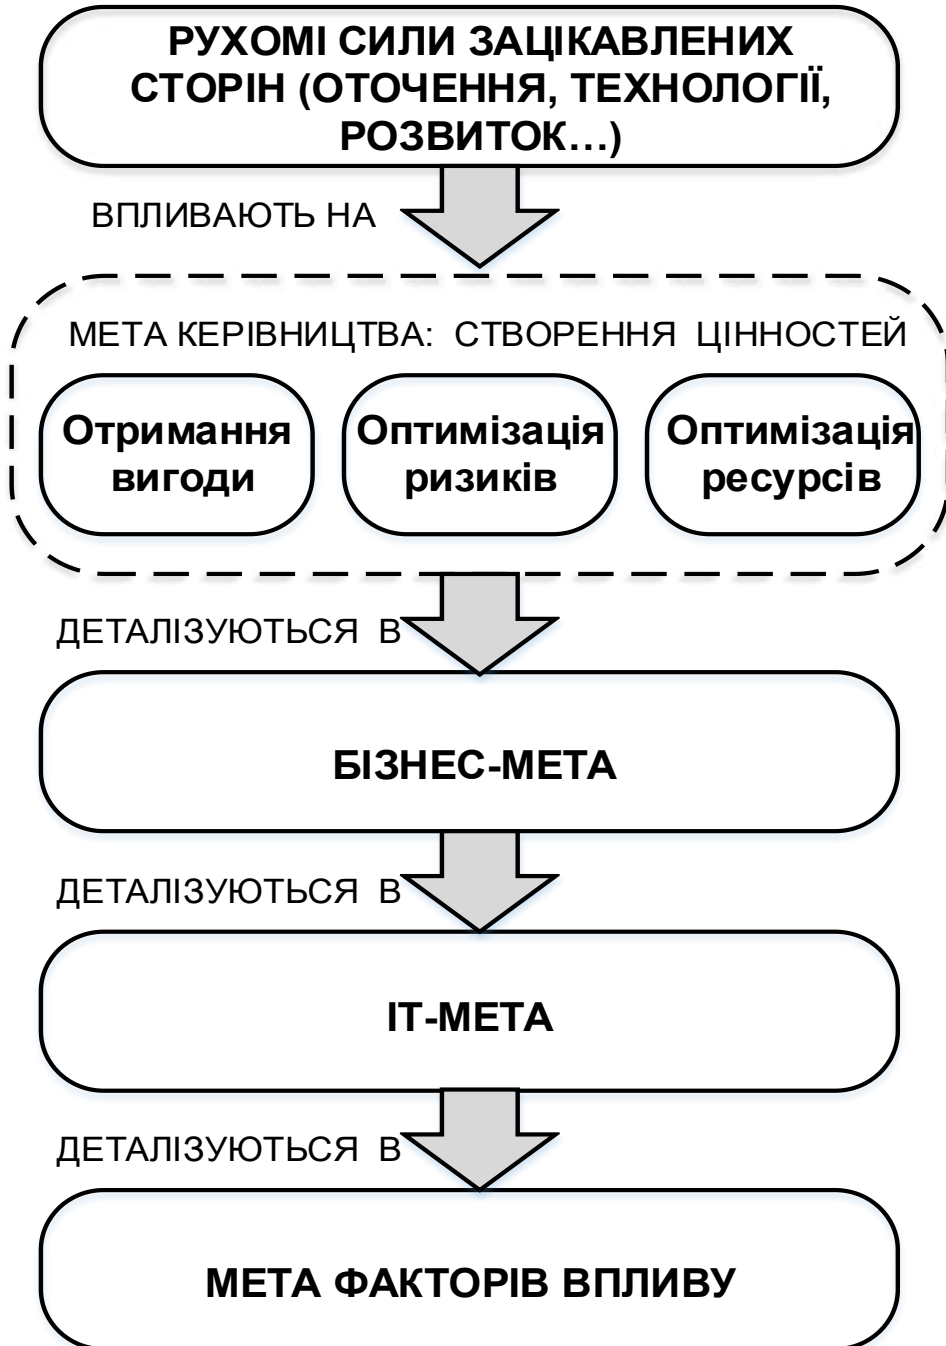 РУХОМІ СИЛИ ЗАЦІКАВЛЕНИХ
СТОРІН (ОТОЧЕННЯ, ТЕХНОЛОГІЇ,
РОЗВИТОК…)
ВПЛИВАЮТЬ НА
МЕТА КЕРІВНИЦТВА: СТВОРЕННЯ ЦІННОСТЕЙ
Отримання
вигоди
Оптимізація
ризиків
Оптимізація
ресурсів
ДЕТАЛІЗУЮТЬСЯ В
БІЗНЕС-МЕТА
ДЕТАЛІЗУЮТЬСЯ В
ІТ-МЕТА
ДЕТАЛІЗУЮТЬСЯ В
МЕТА ФАКТОРІВ ВПЛИВУ